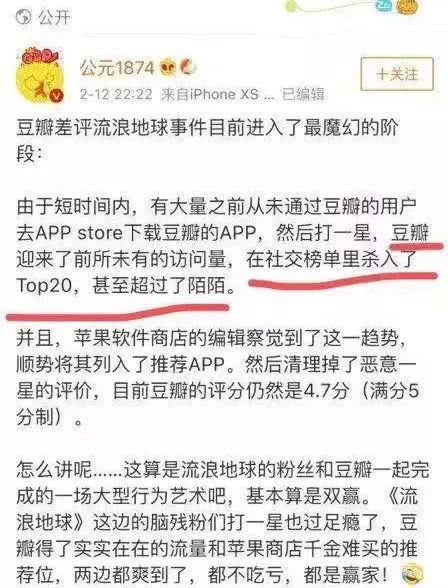 公开
公元1874
+关注
2-12 22:22 来自iPhone XS ... 已编辑
豆瓣差评流浪地球事件目前进入了最魔幻的阶
段：
由于短时间内，有大量之前从未通过豆瓣的用户
去APP store下载豆瓣的APP，然后打一星，豆瓣
迎来了前所未有的访问量，在社交榜单里杀入了
Top20，甚至超过了陌陌。
并且，苹果软件商店的编辑察觉到了这一趋势，
顺势将其列入了推荐APP。然后清理掉了恶意一
星的评价，目前豆瓣的评分仍然是4.7分（满分5
分制）。
怎么讲呢......这算是流浪地球的粉丝和豆瓣一起完
成的一场大型行为艺术吧，基本算是双赢。《流
浪地球》这边的脑残粉们打一星也过足瘾了，豆
瓣得了实实在在的流量和苹果商店千金难买的推
荐位，两边都爽到了，都不吃亏，都是赢家！